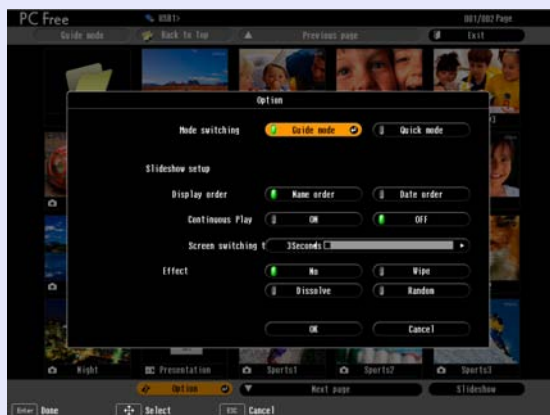 PC Free USB1> 001/002 Page
Guide mode Back to Top Previous page Exit
Option
Mode switching Guide mode Quick mode
Slideshow setup
Display order Name order Date order
Continuous Play ON OFF
Screen switching t 3Seconds
Effect No Wipe
Dissolve Random
OK Cancel
Night Presentation Sports1 Sports2 Sports3
Option Next page Slideshow
Enter Done Select ESC Cancel